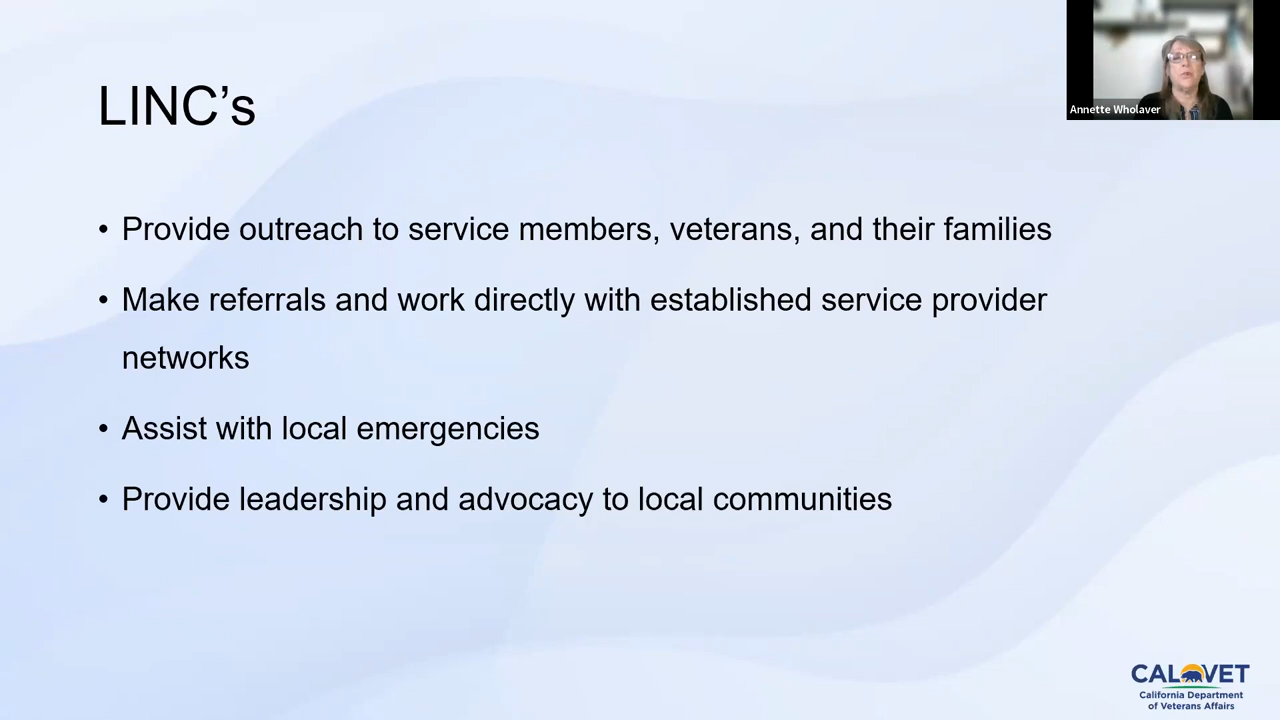 LINC's
Annette Wholaver
• Provide outreach to service members, veterans, and their families
• Make referrals and work directly with established service provider
networks
• Assist with local emergencies
• Provide leadership and advocacy to local communities
CALVET
California Department
of Veterans Affairs